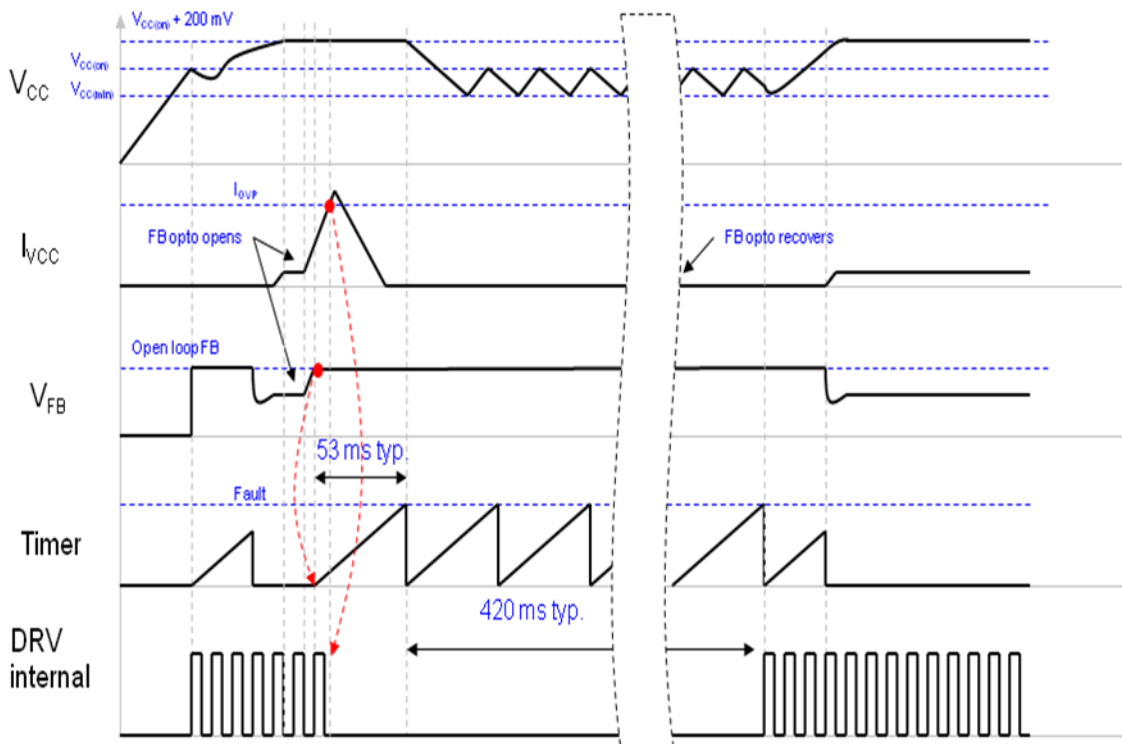 VCC(on) + 200 mV
VCC(on)
VCC
VCC(min)
IOVP
FB opto opens
FB opto recovers
IVCC
Open loop FB
VFB
53 ms typ.
Fault
Timer
420 ms typ.
DRV
internal